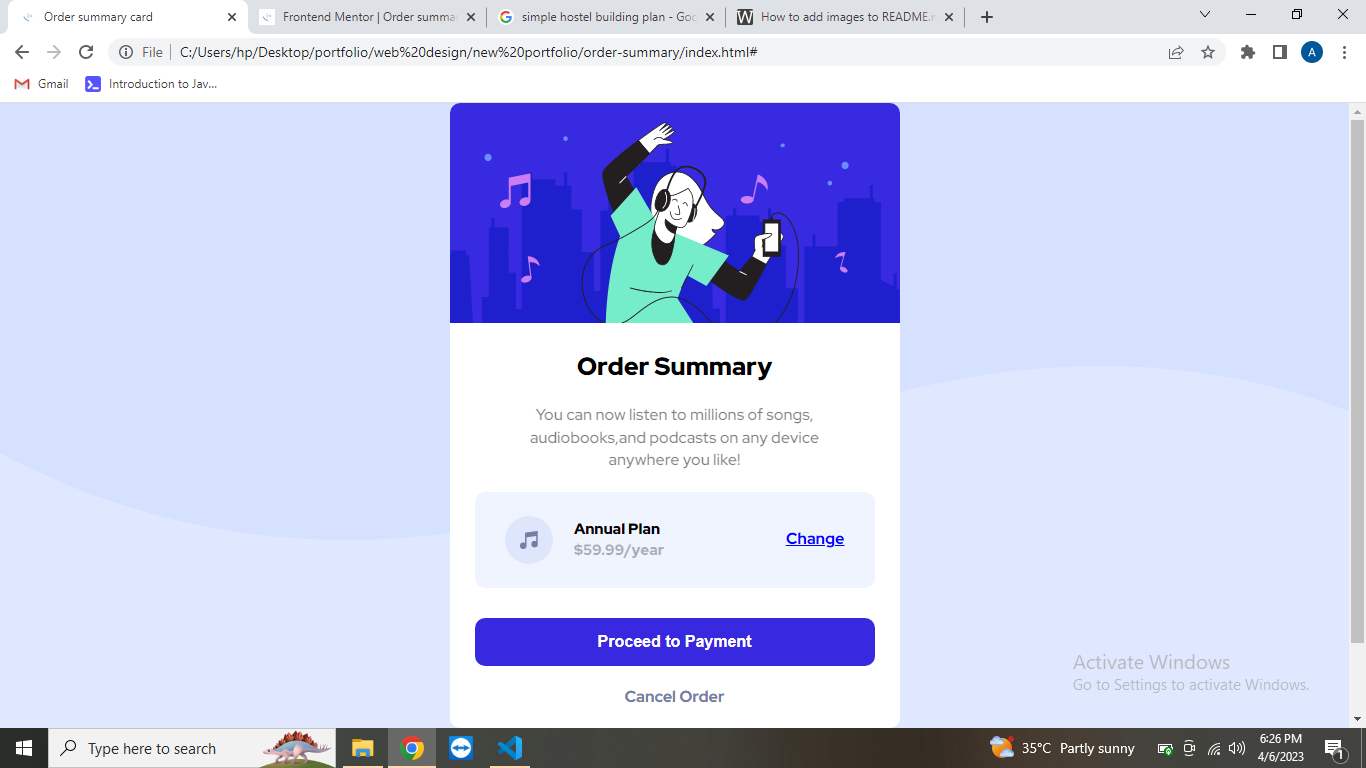 Order summary card
Frontend Mentor | Order summar
simple hostel building plan - Goo
How to add images to README.m
File
C:/Users/hp/Desktop/portfolio/web%20design/new%20portfolio/order-summary/index.html#
A
Gmail
Introduction to Jav...
Order Summary
You can now listen to millions of songs,
audiobooks,and podcasts on any device
anywhere you like!
Annual Plan
$59.99/year
Change
Proceed to Payment
Cancel Order
Activate Windows
Go to Settings to activate Windows.
Type here to search
35°C Partly sunny
6:26 PM
4/6/2023
1